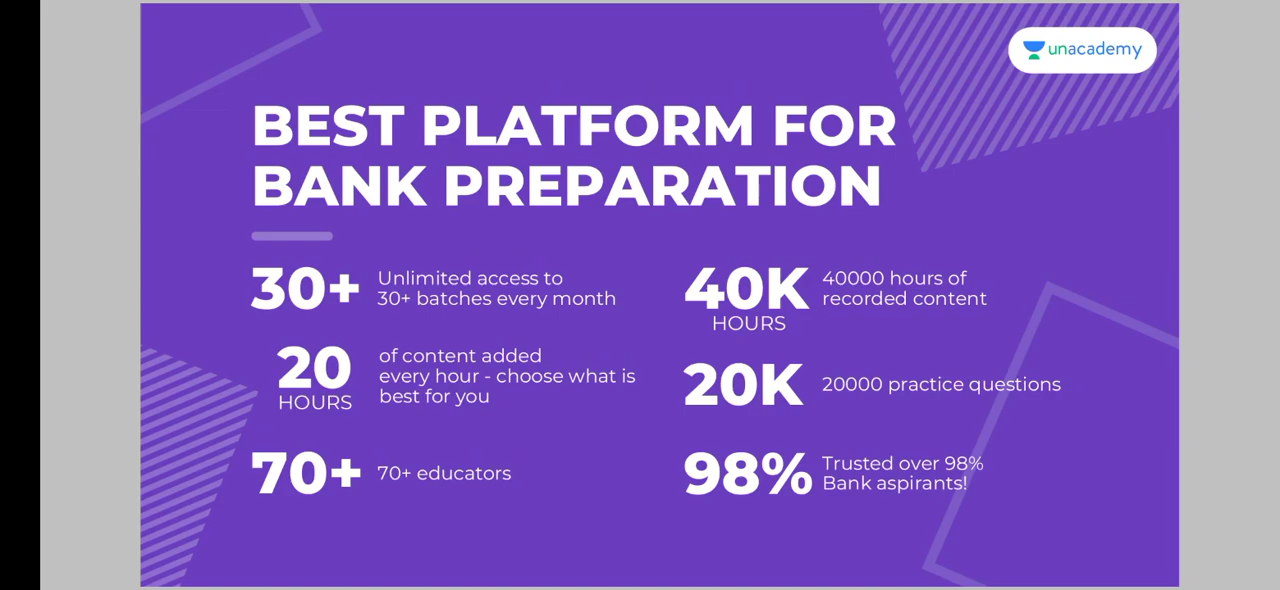 unacademy
BEST PLATFORM FOR
BANK PREPARATION
30+
Unlimited access to
30+ batches every month
20
HOURS
of content added
every hour - choose what is
best for you
70+
70+ educators
40K
HOURS
40000 hours of
recorded content
20K
20000 practice questions
98%
Trusted over 98%
Bank aspirants!